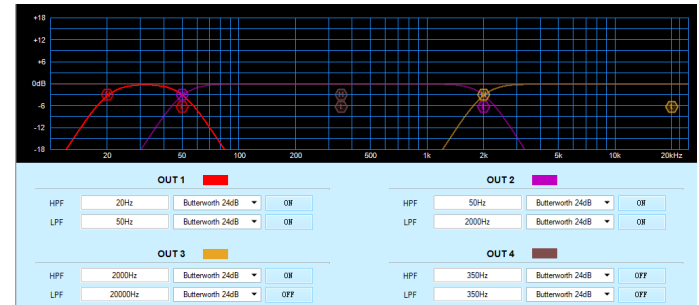 +18
+12
+6
0dB
-6
-12
-18
20 50 100 200 500 1k 2k 5k 10k 20kHz
OUT 1 OUT 2
HPF 20Hz Butterworth 24dB ON HPF 50Hz Butterworth 24dB ON
LPF 50Hz Butterworth 24dB ON LPF 2000Hz Butterworth 24dB ON
OUT 3 OUT 4
HPF 2000Hz Butterworth 24dB ON HPF 350Hz Butterworth 24dB OFF
LPF 20000Hz Butterworth 24dB OFF LPF 350Hz Butterworth 24dB OFF